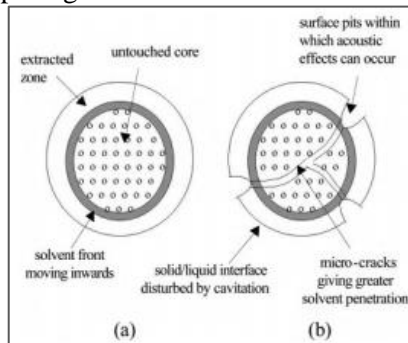 surface pits within
which acoustic
effects can occur
untouched core
extracted
zone
solvent front
moving inwards
solid/liquid interface
disturbed by cavitation
micro-cracks
giving greater
solvent penetration
(a)
(b)